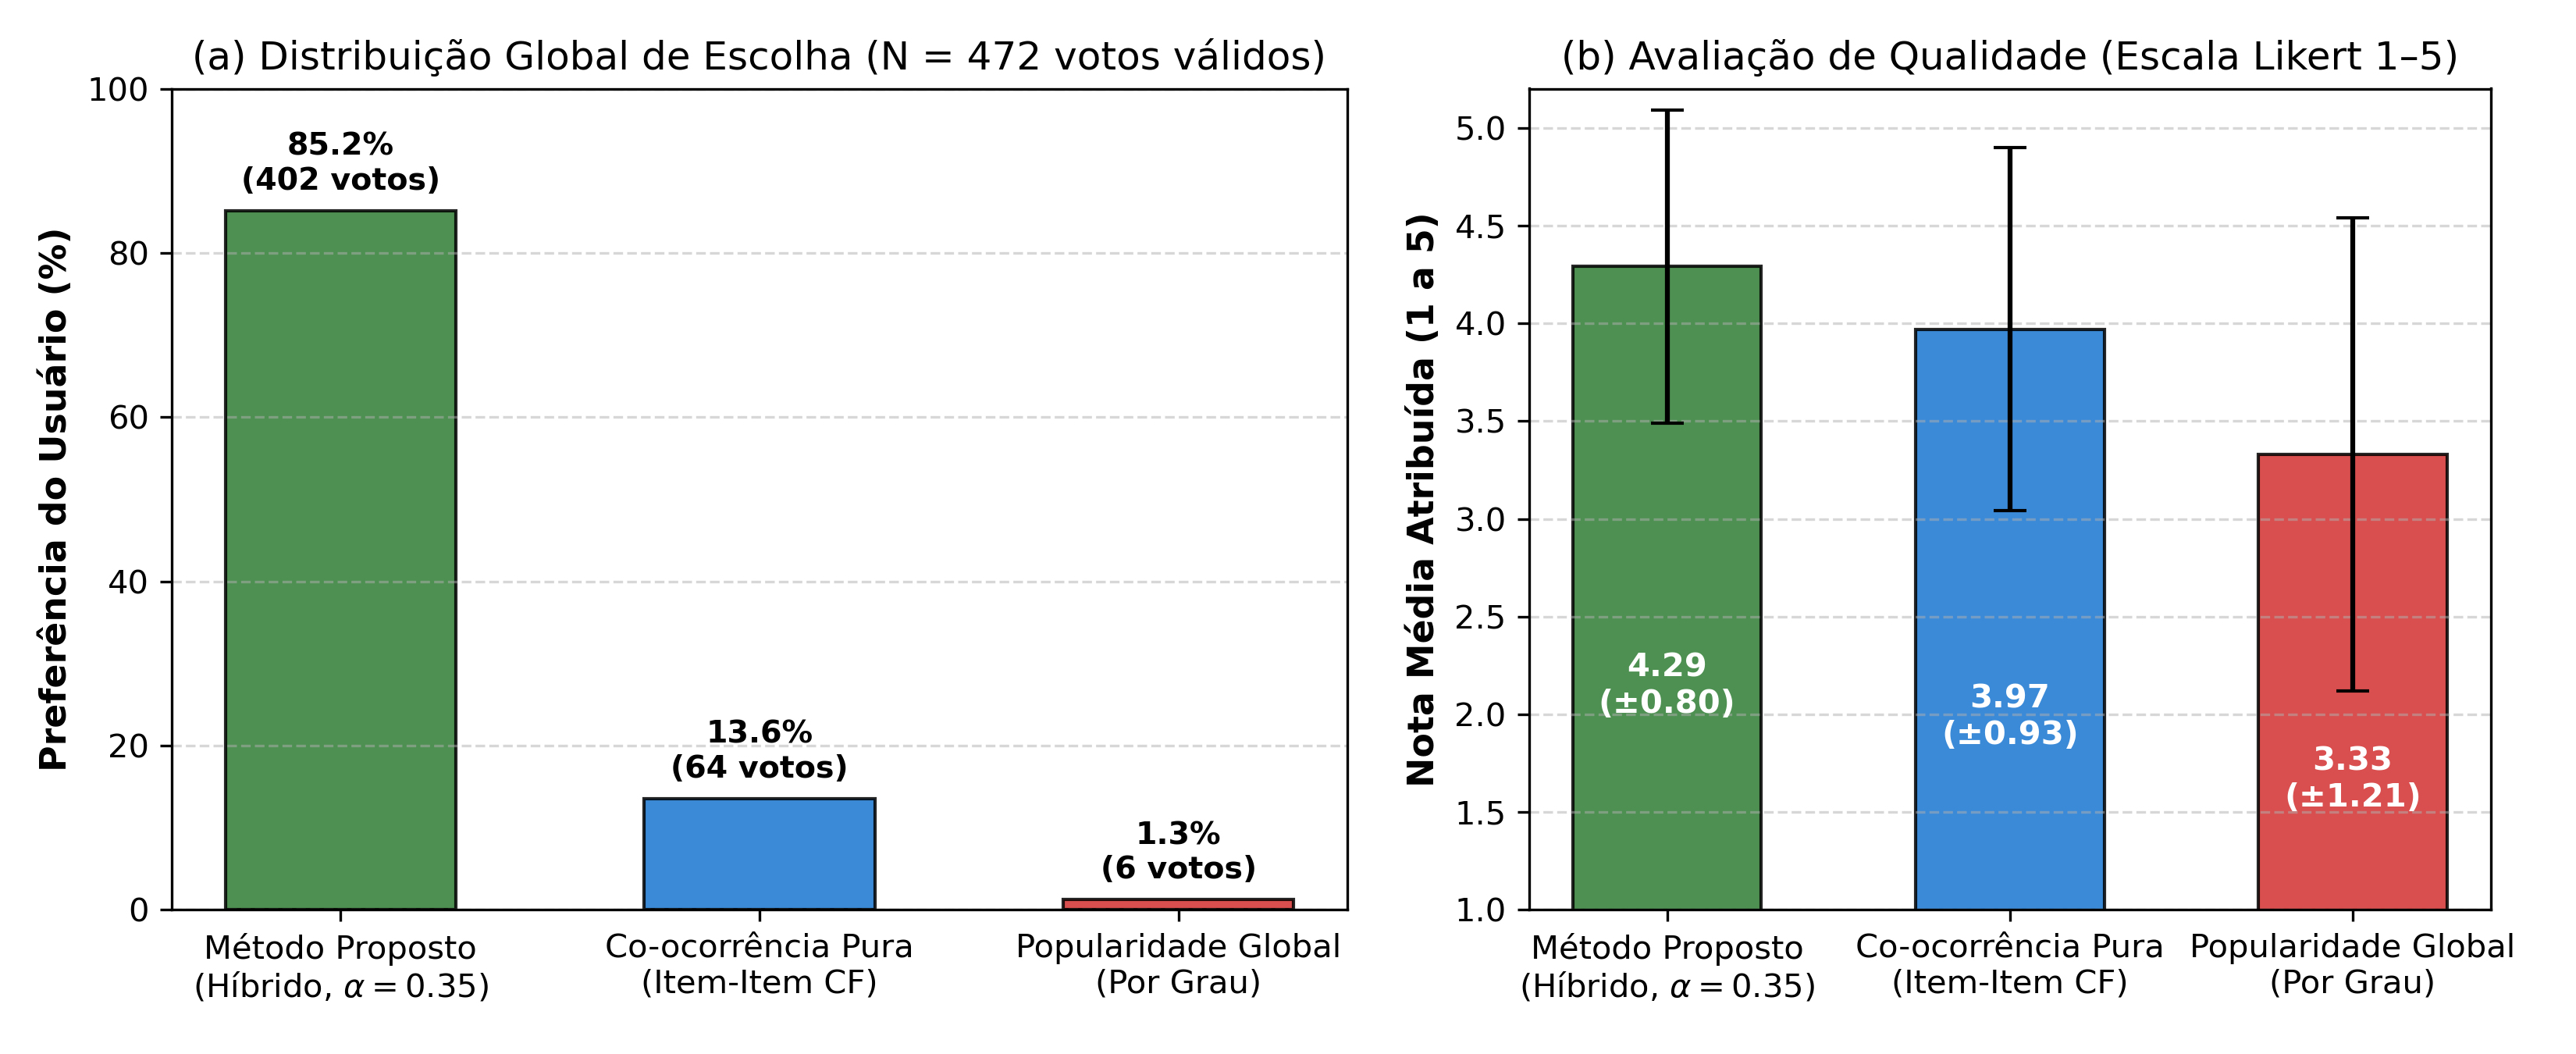 (a) Distribuição Global de Escolha (N = 472 votos válidos)
Preferência do Usuário (%)
100
80
60
40
20
0
85.2%
(402 votos)
13.6%
(64 votos)
1.3%
(6 votos)
Método Proposto
(Híbrido, α = 0.35)
Co-ocorrência Pura
(Item-Item CF)
Popularidade Global
(Por Grau)
(b) Avaliação de Qualidade (Escala Likert 1–5)
Nota Média Atribuída (1 a 5)
5.0
4.5
4.0
3.5
3.0
2.5
2.0
1.5
1.0
4.29
(±0.80)
3.97
(±0.93)
3.33
(±1.21)
Método Proposto
(Híbrido, α = 0.35)
Co-ocorrência Pura
(Item-Item CF)
Popularidade Global
(Por Grau)